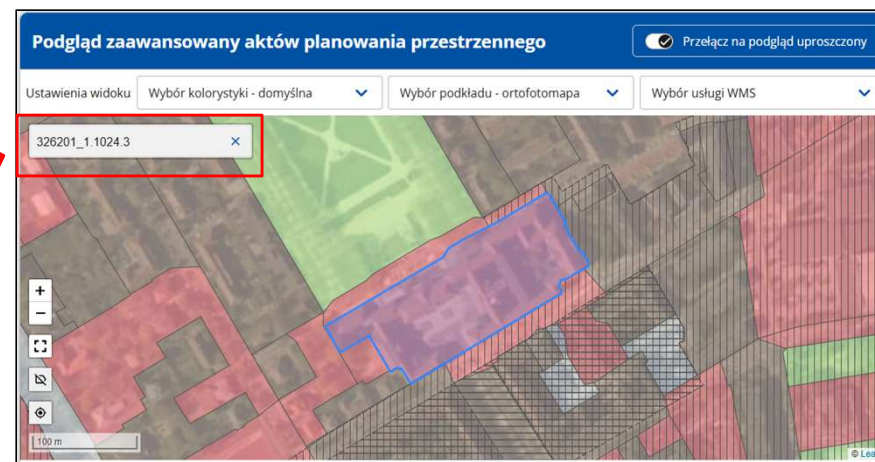 Podgląd zaawansowany aktów planowania przestrzennego
Przełącz na podgląd uproszczony
Ustawienia widoku
Wybór kolorystyki - domyślna
Wybór podkładu - ortofotomapa
Wybór usługi WMS
326201_1.1024.3 ×
+
−
100 m
© Lea